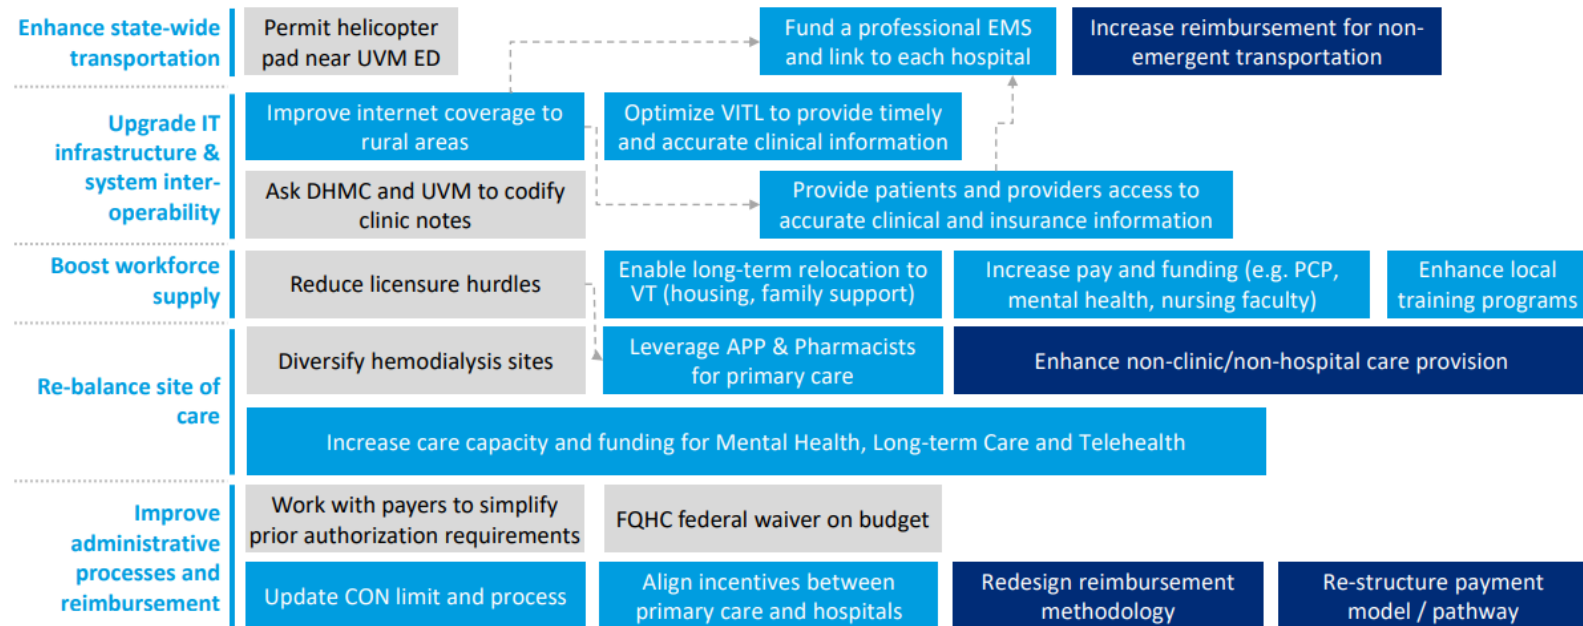 Enhance state-wide
transportation
Permit helicopter
pad near UVM ED
Fund a professional EMS
and link to each hospital
Increase reimbursement for non-
emergent transportation
Upgrade IT
infrastructure &
system inter-
operability
Improve internet coverage to
rural areas
Optimize VITL to provide timely
and accurate clinical information
Ask DHMC and UVM to codify
clinic notes
Provide patients and providers access to
accurate clinical and insurance information
Boost workforce
supply
Reduce licensure hurdles
Enable long-term relocation to
VT (housing, family support)
Increase pay and funding (e.g. PCP,
mental health, nursing faculty)
Enhance local
training programs
Re-balance site of
care
Diversify hemodialysis sites
Leverage APP & Pharmacists
for primary care
Enhance non-clinic/non-hospital care provision
Increase care capacity and funding for Mental Health, Long-term Care and Telehealth
Improve
administrative
processes and
reimbursement
Work with payers to simplify
prior authorization requirements
FQHC federal waiver on budget
Update CON limit and process
Align incentives between
primary care and hospitals
Redesign reimbursement
methodology
Re-structure payment
model / pathway